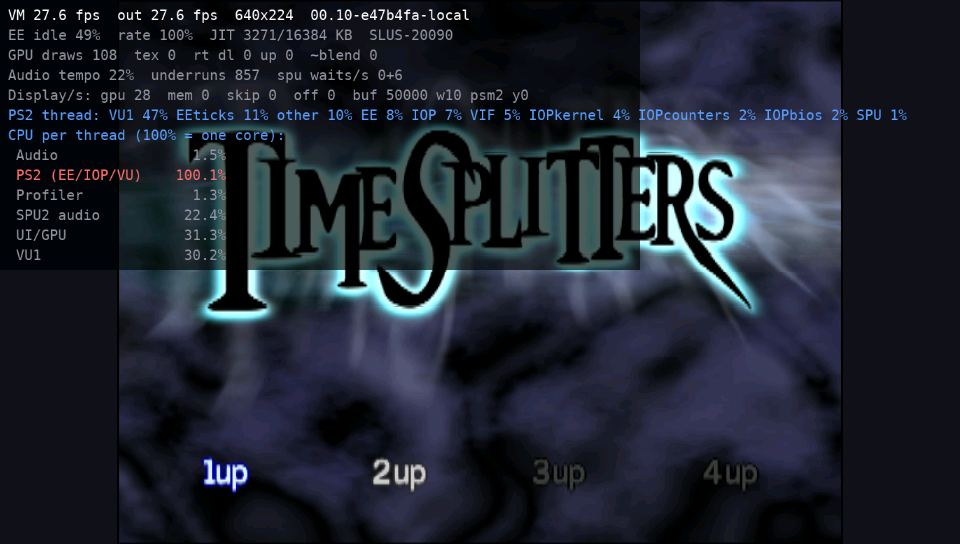 VM 27.6 fps  out 27.6 fps  640x224  00.10-e47b4fa-local
EE idle 49%  rate 100%  JIT 3271/16384 KB  SLUS-20090
GPU draws 108  tex 0  rt dl 0 up 0  ~blend 0
Audio tempo 22%  underruns 857  spu waits/s 0+6
Display/s: gpu 28  mem 0  skip 0  off 0  buf 50000 w10 psm2 y0
PS2 thread: VU1 47% EEticks 11% other 10% EE 8% IOP 7% VIF 5% IOPkernel 4% IOPcounters 2% IOPbios 2% SPU 1%
CPU per thread (100% = one core):
Audio 1.5%
PS2 (EE/IOP/VU) 100.1%
Profiler 1.3%
SPU2 audio 22.4%
UI/GPU 31.3%
VU1 30.2%
TIMESPLITTERS
1up 2up 3up 4up